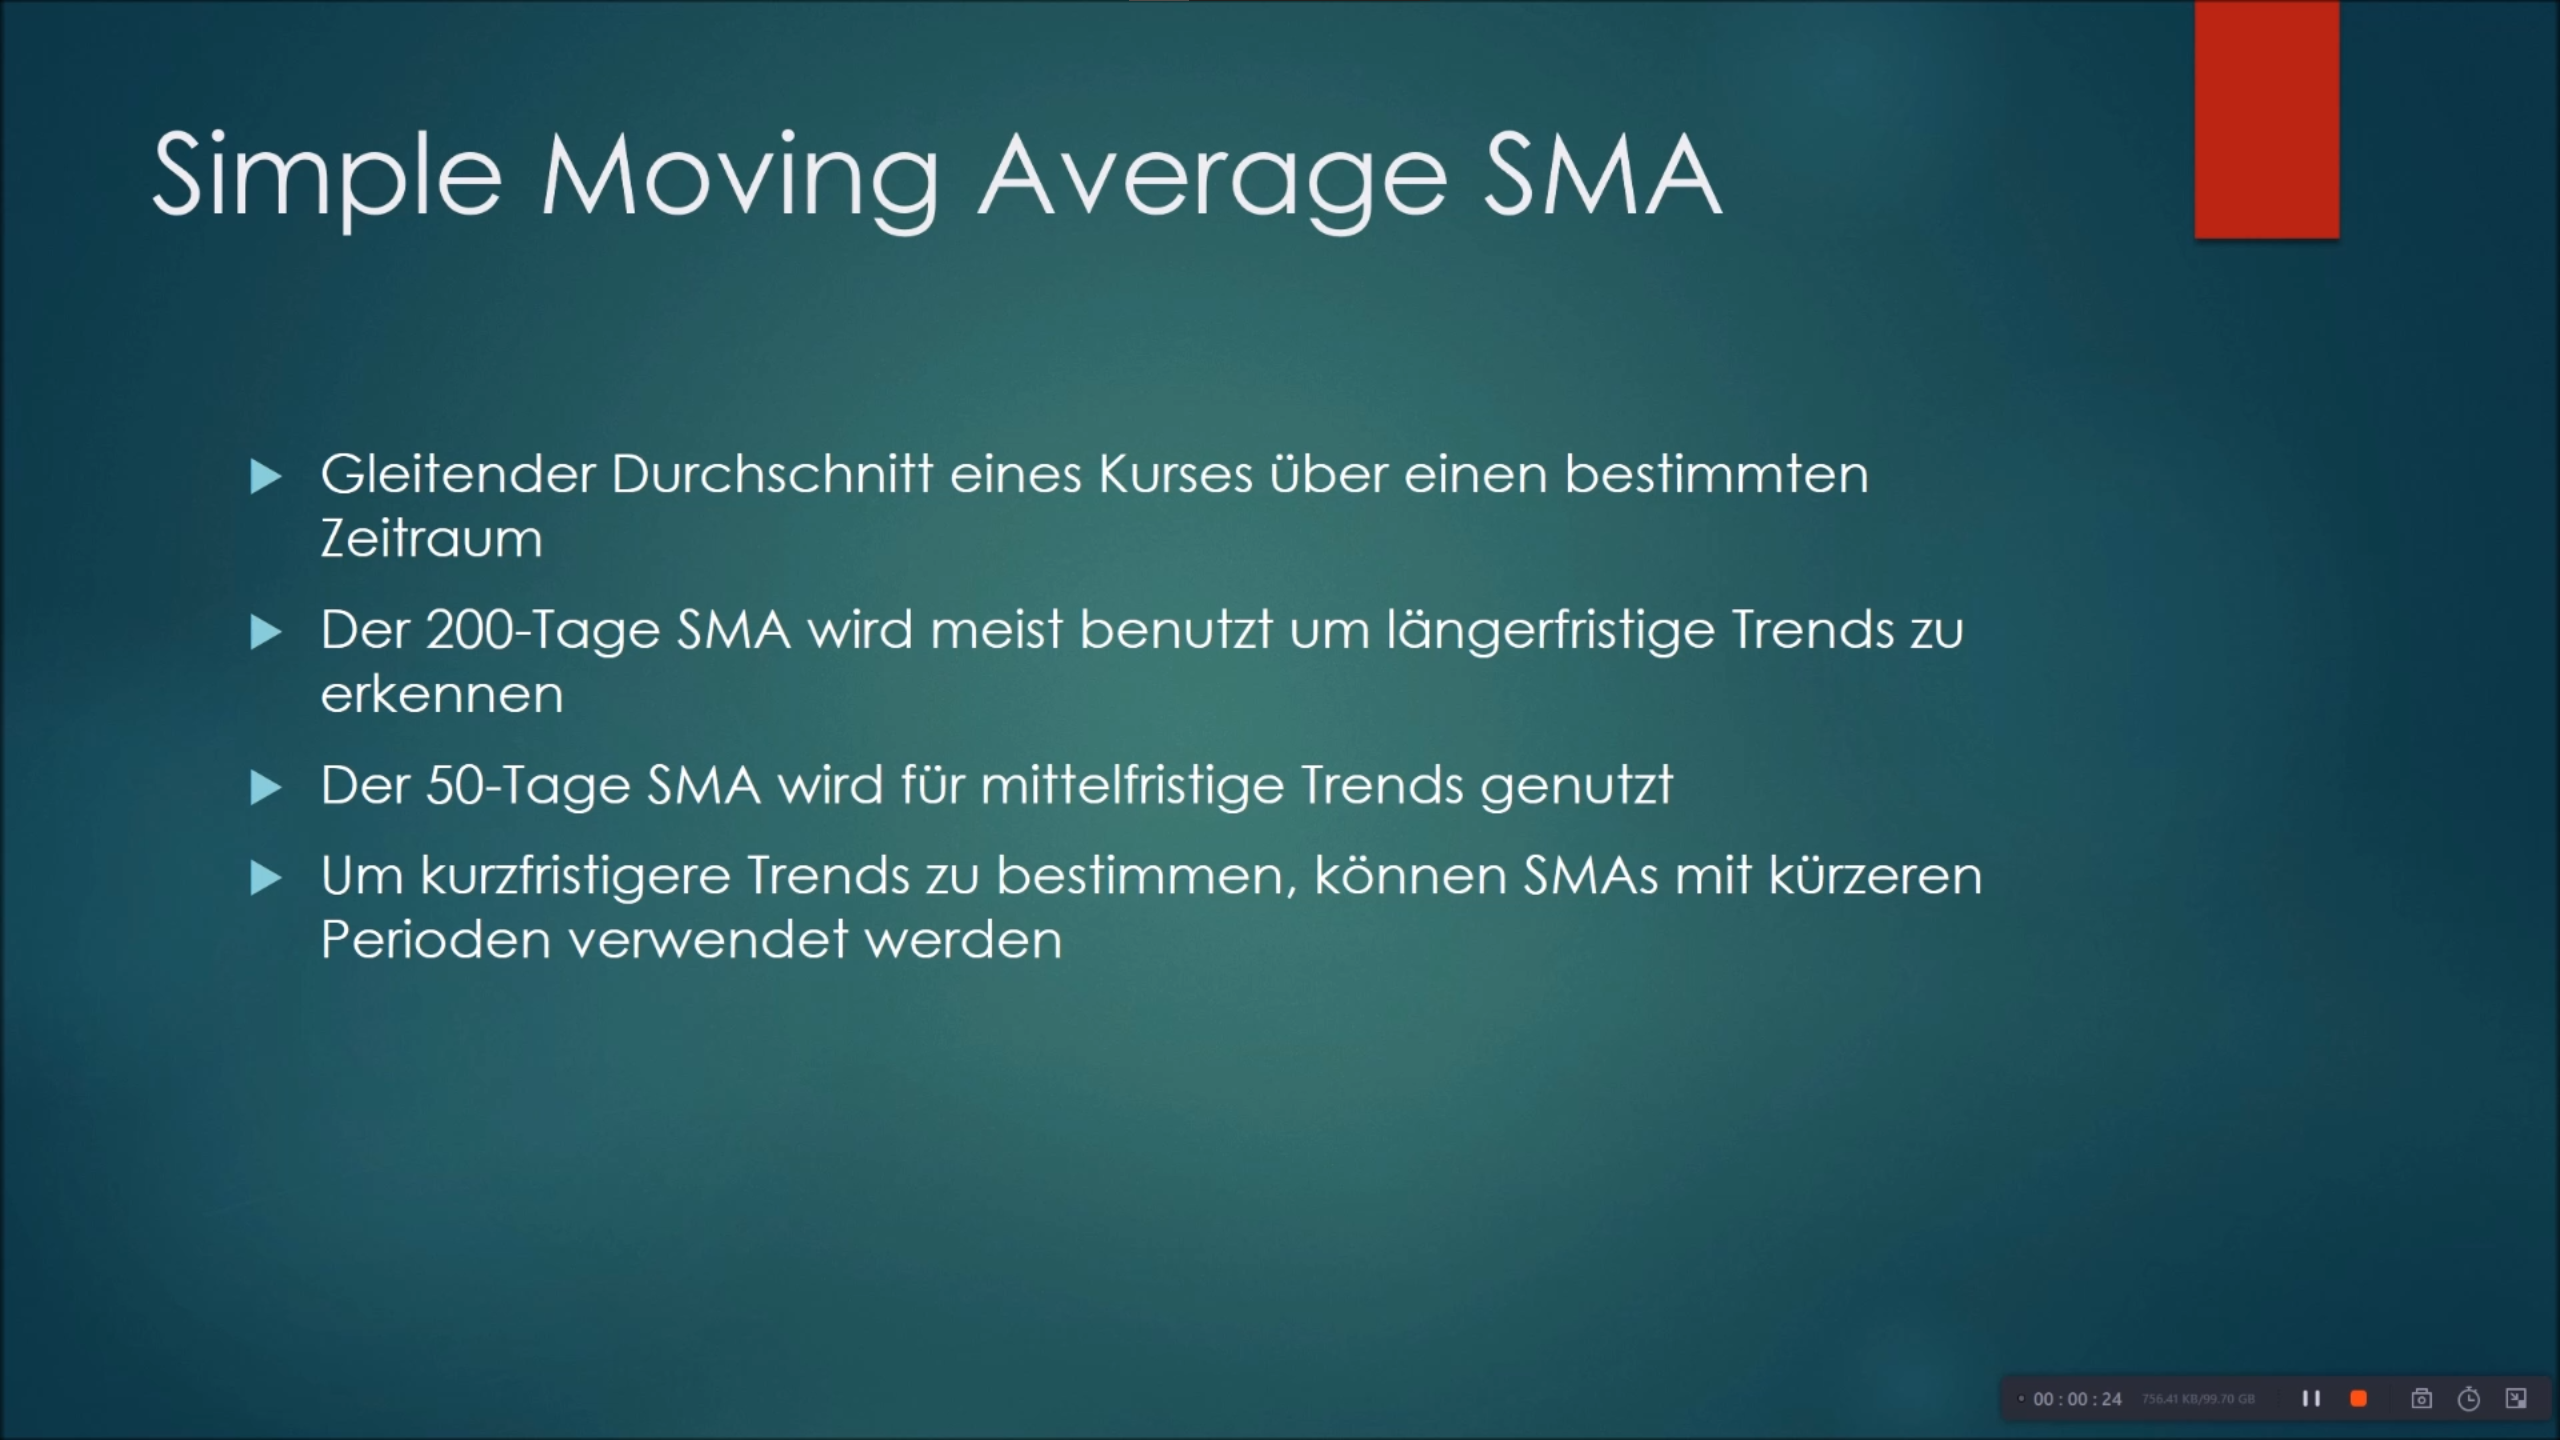 Simple Moving Average SMA
Gleitender Durchschnitt eines Kurses über einen bestimmten
Zeitraum
Der 200-Tage SMA wird meist benutzt um längerfristige Trends zu
erkennen
Der 50-Tage SMA wird für mittelfristige Trends genutzt
Um kurzfristigere Trends zu bestimmen, können SMAs mit kürzeren
Perioden verwendet werden
00 : 00 : 24 756.41 KB/99.70 GB